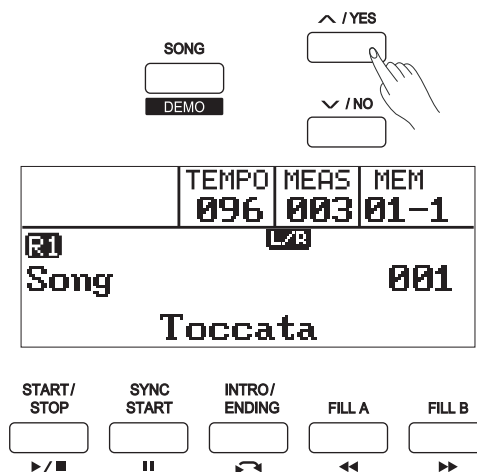 ∧ / YES
SONG
DEMO
∨ / NO
TEMPO MEAS MEM
096 003 01-1
R1 L/R
Song 001
Toccata
START/ STOP SYNC START INTRO/ ENDING FILL A FILL B